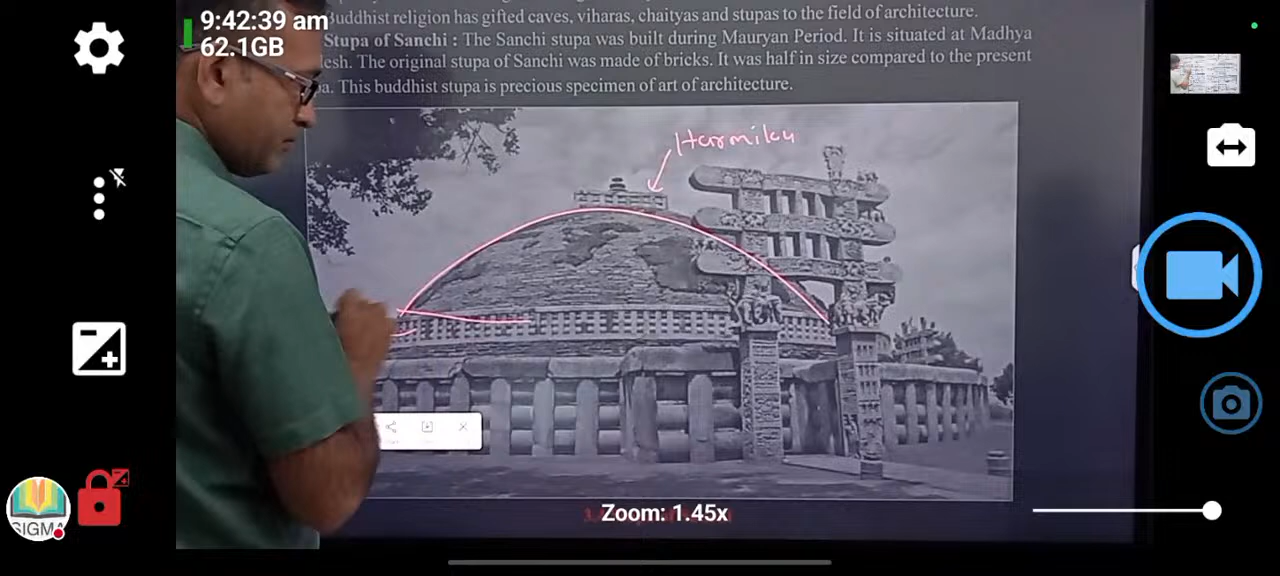 9:42:39 am
62.1GB
Buddhist religion has gifted caves, viharas, chaityas and stupas to the field of architecture.
Stupa of Sanchi : The Sanchi stupa was built during Mauryan Period. It is situated at Madhya
esh. The original stupa of Sanchi was made of bricks. It was half in size compared to the present
a. This buddhist stupa is precious specimen of art of architecture.
Harmika
SIGMA
Zoom: 1.45x